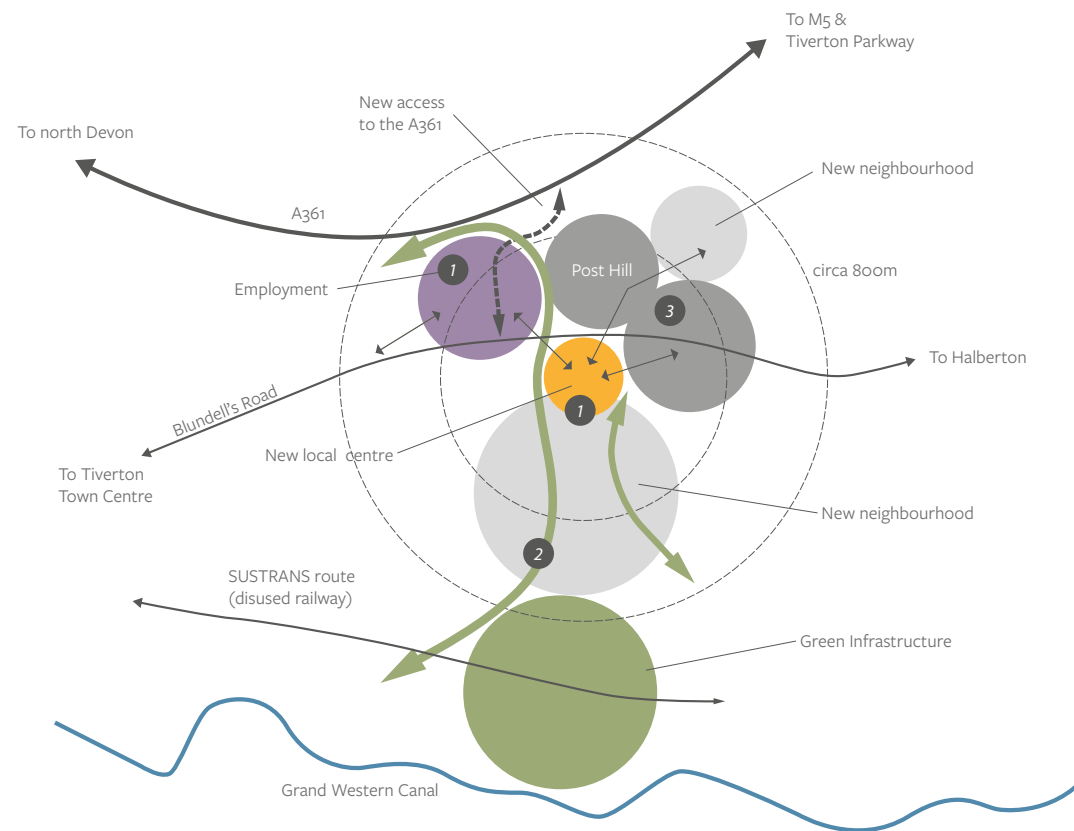 To M5 &
Tiverton Parkway
New access
to the A361
To north Devon
New neighbourhood
A361
Post Hill
circa 800m
1
Employment
3
To Halberton
Blundell's Road
1
New local centre
To Tiverton
Town Centre
New neighbourhood
2
SUSTRANS route
(disused railway)
Green Infrastructure
Grand Western Canal